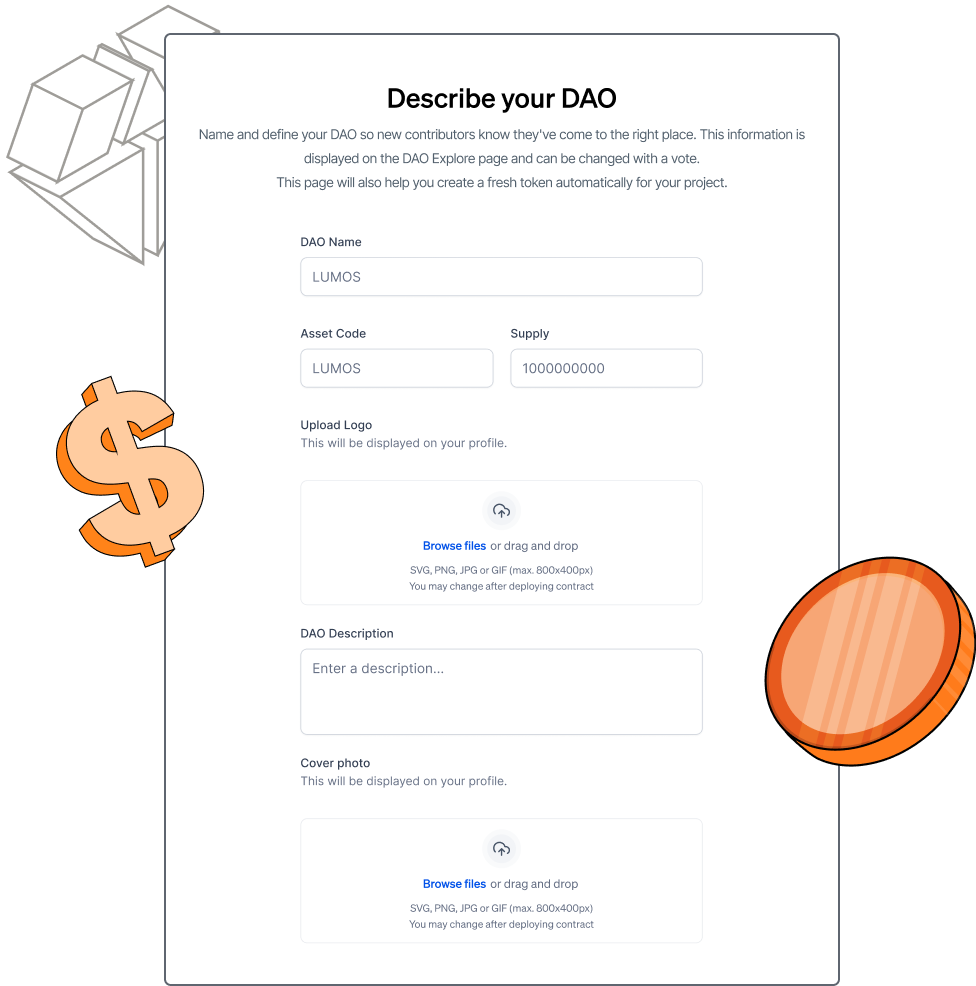 Describe your DAO
Name and define your DAO so new contributors know they've come to the right place. This information is
displayed on the DAO Explore page and can be changed with a vote.
This page will also help you create a fresh token automatically for your project.
DAO Name
LUMOS
Asset Code
Supply
LUMOS
1000000000
Upload Logo
This will be displayed on your profile.
Browse files or drag and drop
SVG, PNG, JPG or GIF (max. 800x400px)
You may change after deploying contract
DAO Description
Enter a description...
Cover photo
This will be displayed on your profile.
Browse files or drag and drop
SVG, PNG, JPG or GIF (max. 800x400px)
You may change after deploying contract